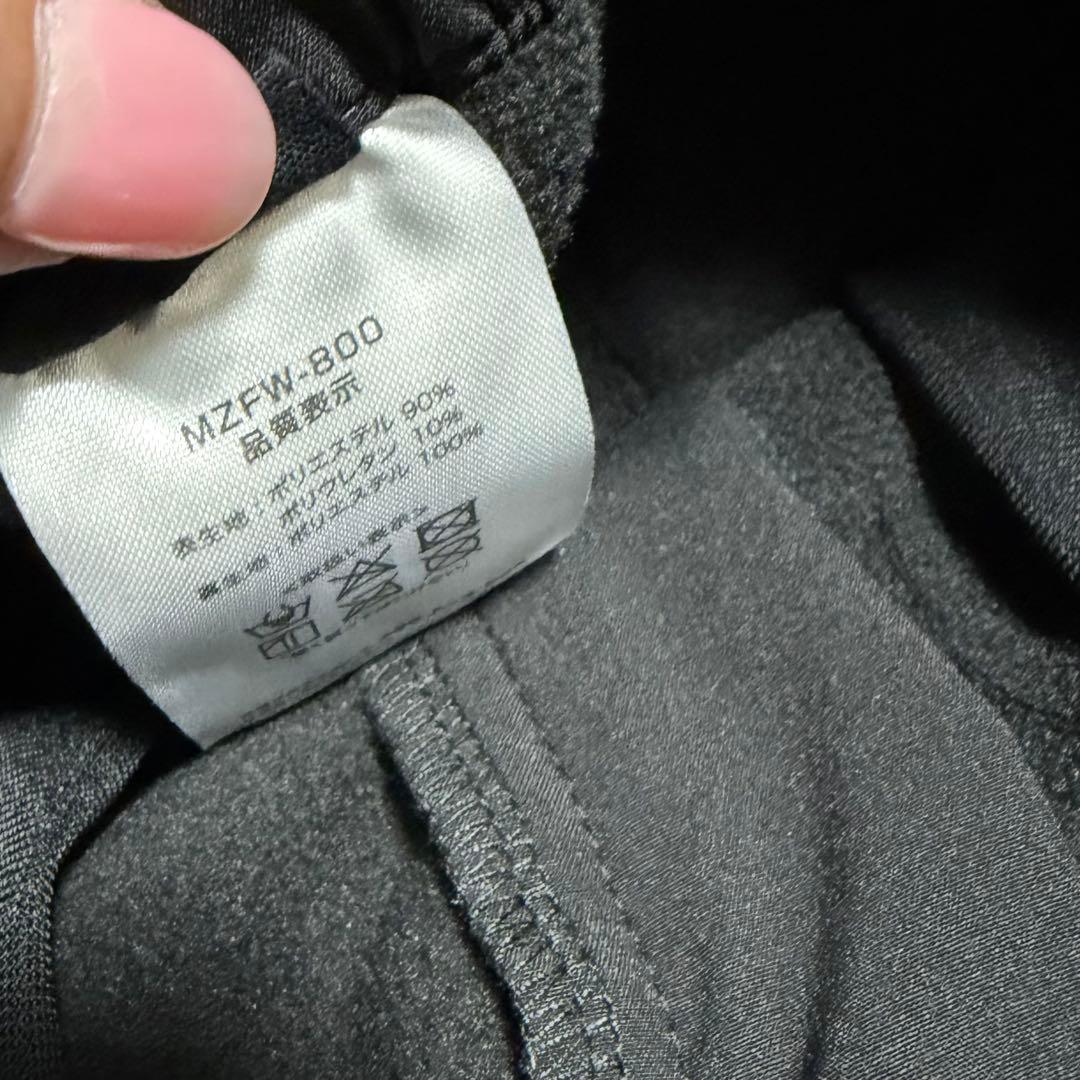 MZFW-800
品質表示
表生地：ポリエステル 90%
ポリウレタン 10%
裏生地：ポリエステル 100%